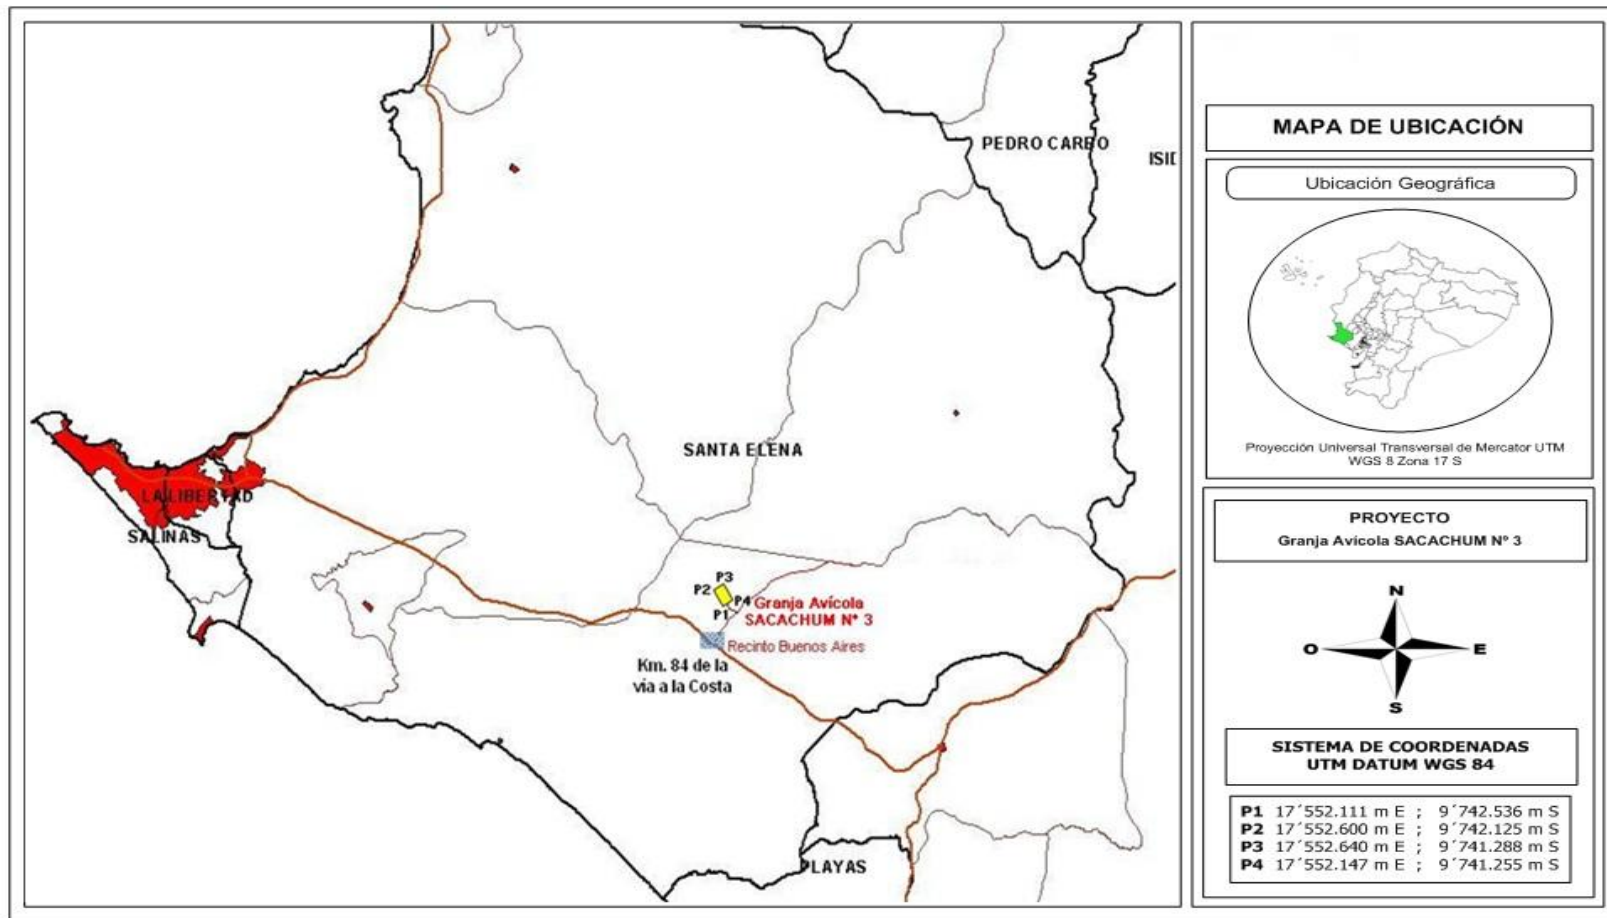 PEDRO CARBO
ISID
SANTA ELENA
LA LIBERTAD
SALINAS
P3
P2
P4
P1
Granja Avícola
SACACHUM Nº 3
Recinto Buenos Aires
Km. 84 de la
vía a la Costa
PLAYAS
MAPA DE UBICACIÓN
Ubicación Geográfica
Proyección Universal Transversal de Mercator UTM
WGS 8 Zona 17 S
PROYECTO
Granja Avícola SACACHUM Nº 3
N
O
E
S
SISTEMA DE COORDENADAS
UTM DATUM WGS 84
P1 17´552.111 m E ; 9´742.536 m S
P2 17´552.600 m E ; 9´742.125 m S
P3 17´552.640 m E ; 9´741.288 m S
P4 17´552.147 m E ; 9´741.255 m S